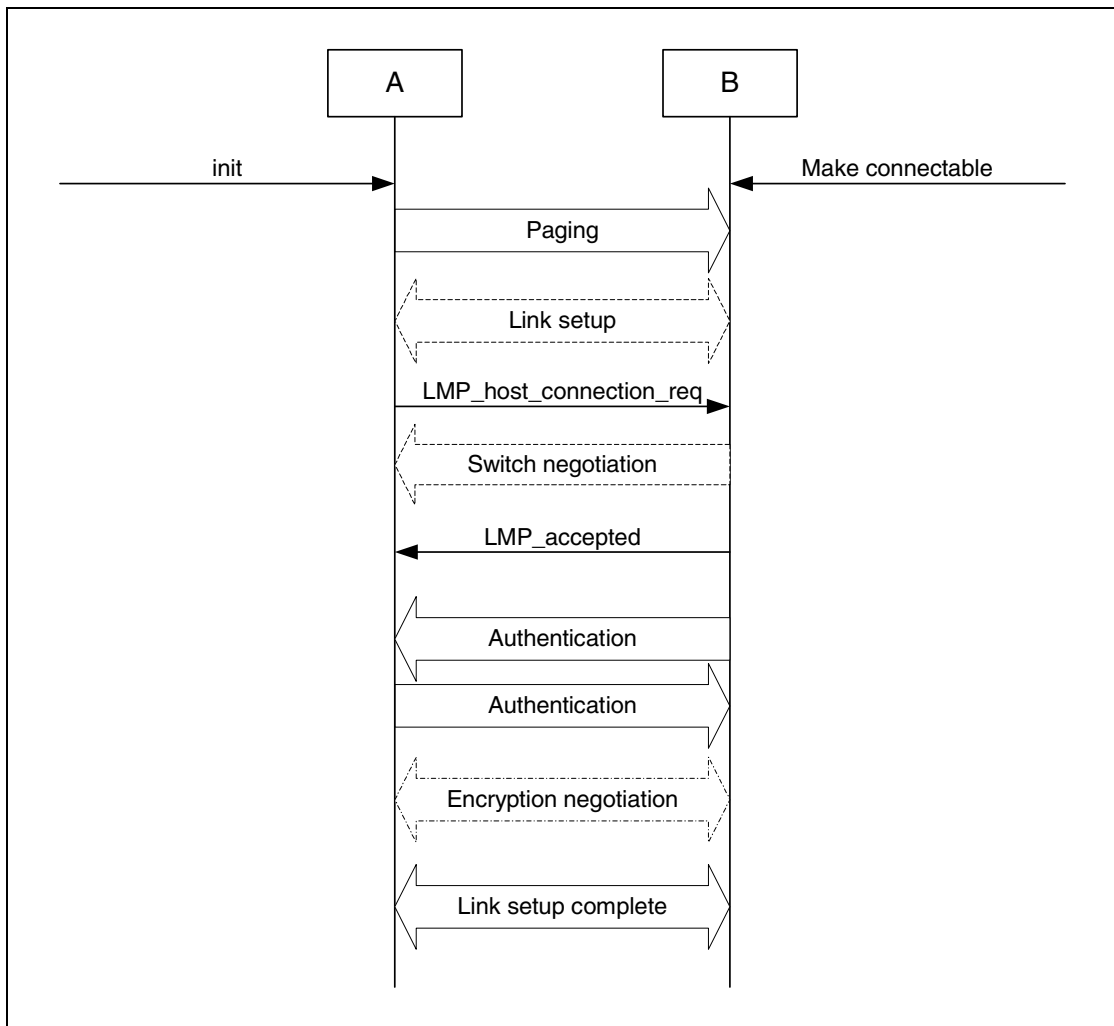 A
B
init
Make connectable
Paging
Link setup
LMP_host_connection_req
Switch negotiation
LMP_accepted
Authentication
Authentication
Encryption negotiation
Link setup complete